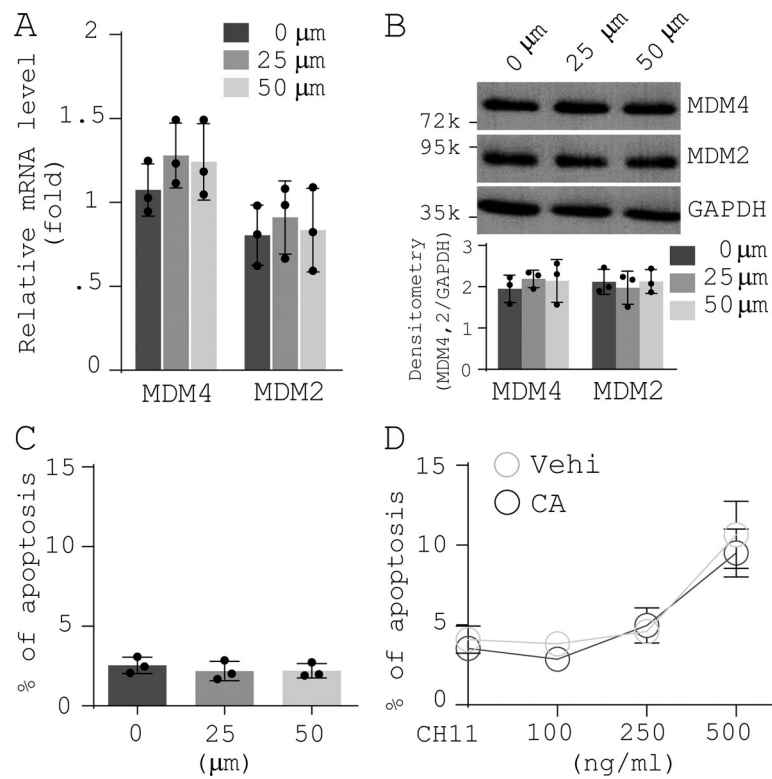 A
Relative mRNA level
(fold)
2
1.5
1
.5
0
0 µm
25 µm
50 µm
MDM4 MDM2
B
0 µm 25 µm 50 µm
72k
MDM4
95k
MDM2
35k
GAPDH
Densitometry
(MDM4,2/GAPDH)
3
2
1
0
0 µm
25 µm
50 µm
MDM4 MDM2
C
% of apoptosis
15
10
5
0
0 25 50
(µm)
D
% of apoptosis
15
10
5
0
Vehi
CA
CH11 100 250 500
(ng/ml)